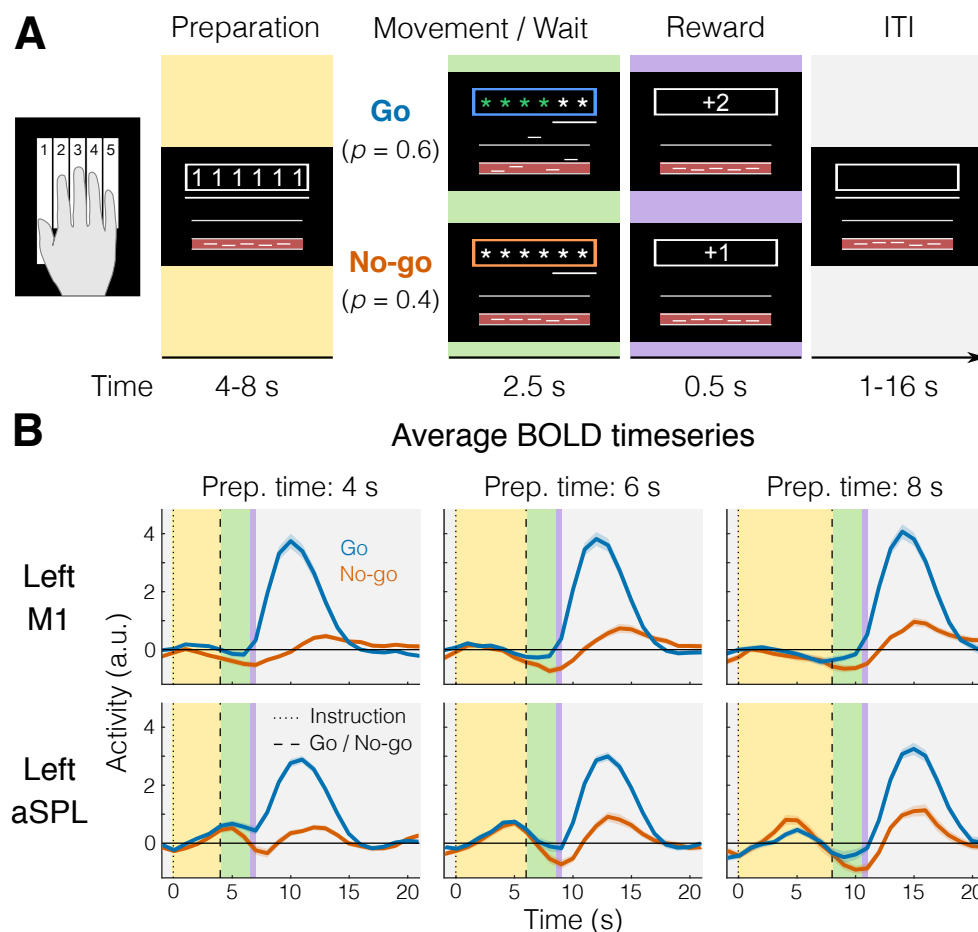 A
Preparation
Movement / Wait
Reward
ITI
1 2 3 4 5
1 1 1 1 1 1
Go
(p = 0.6)
* * * * * *
+2
No-go
(p = 0.4)
* * * * * *
+1
Time
4-8 s
2.5 s
0.5 s
1-16 s
B
Average BOLD timeseries
Prep. time: 4 s
Prep. time: 6 s
Prep. time: 8 s
Left
M1
4
2
0
Go
No-go
Activity (a.u.)
Left
aSPL
4
2
0
Instruction
Go / No-go
0 5 10 15 20
0 5 10 15 20
0 5 10 15 20
Time (s)